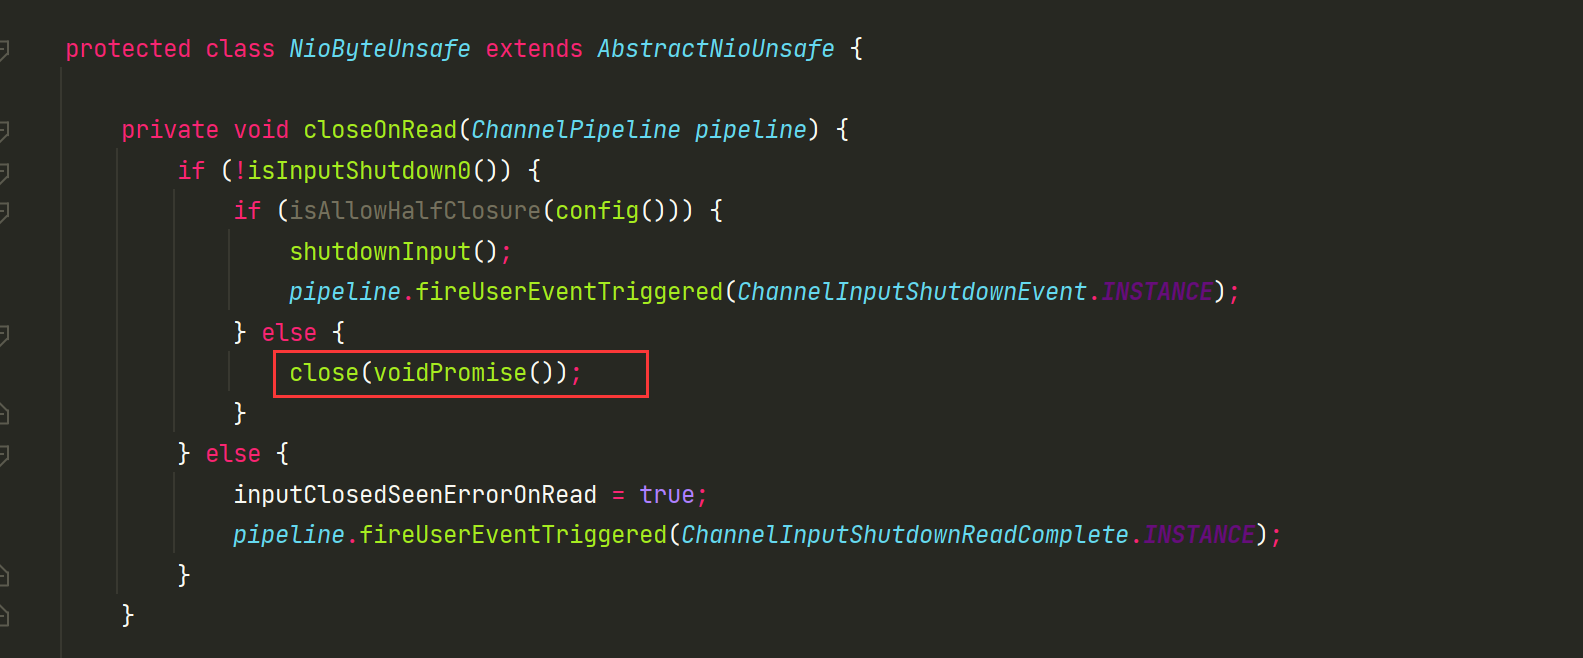 protected class NioByteUnsafe extends AbstractNioUnsafe {
private void closeOnRead(ChannelPipeline pipeline) {
if (!isInputShutdown0()) {
if (isAllowHalfClosure(config())) {
shutdownInput();
pipeline.fireUserEventTriggered(ChannelInputShutdownEvent.INSTANCE);
} else {
close(voidPromise());
}
} else {
inputClosedSeenErrorOnRead = true;
pipeline.fireUserEventTriggered(ChannelInputShutdownReadComplete.INSTANCE);
}
}